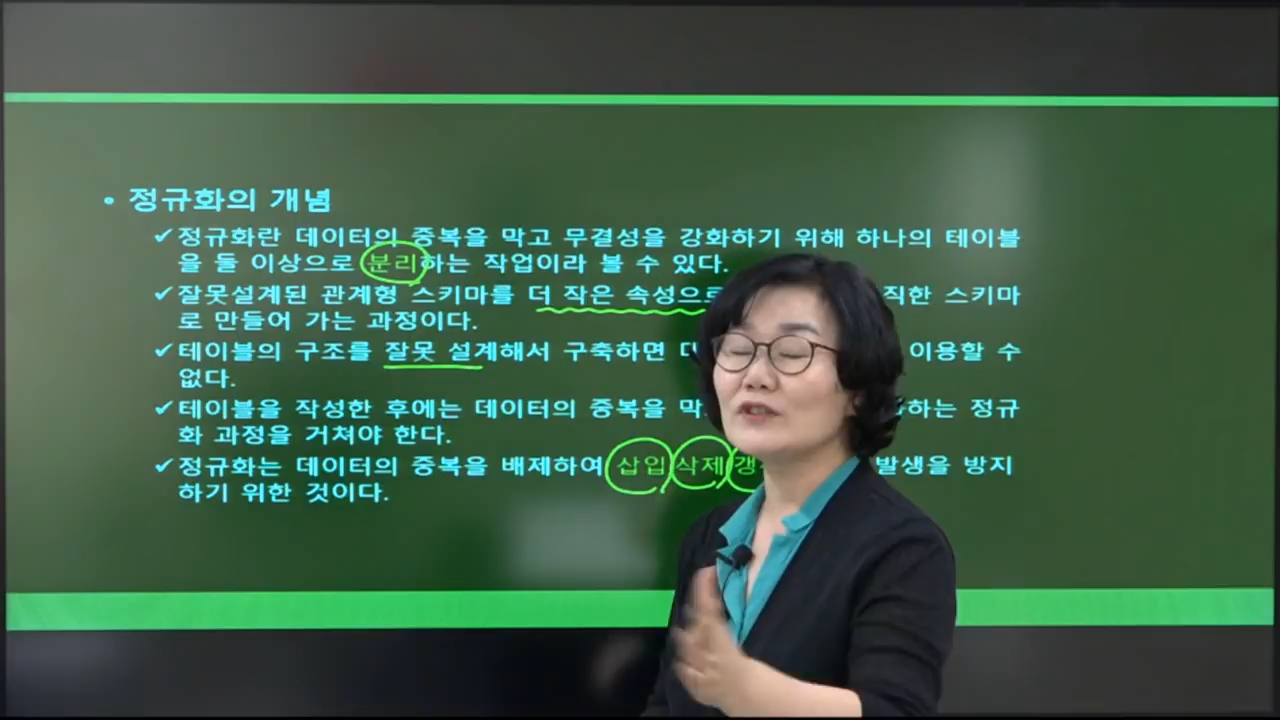 • 정규화의 개념
✓정규화란 데이터의 중복을 막고 무결성을 강화하기 위해 하나의 테이블
을 둘 이상으로 분리하는 작업이라 볼 수 있다.
✓잘못설계된 관계형 스키마를 더 작은 속성으로 직한 스키마
로 만들어 가는 과정이다.
✓테이블의 구조를 잘못 설계해서 구축하면 이용할 수
없다.
✓테이블을 작성한 후에는 데이터의 중복을 하는 정규
화 과정을 거쳐야 한다.
✓정규화는 데이터의 중복을 배제하여 삽입 삭제 갱 발생을 방지
하기 위한 것이다.